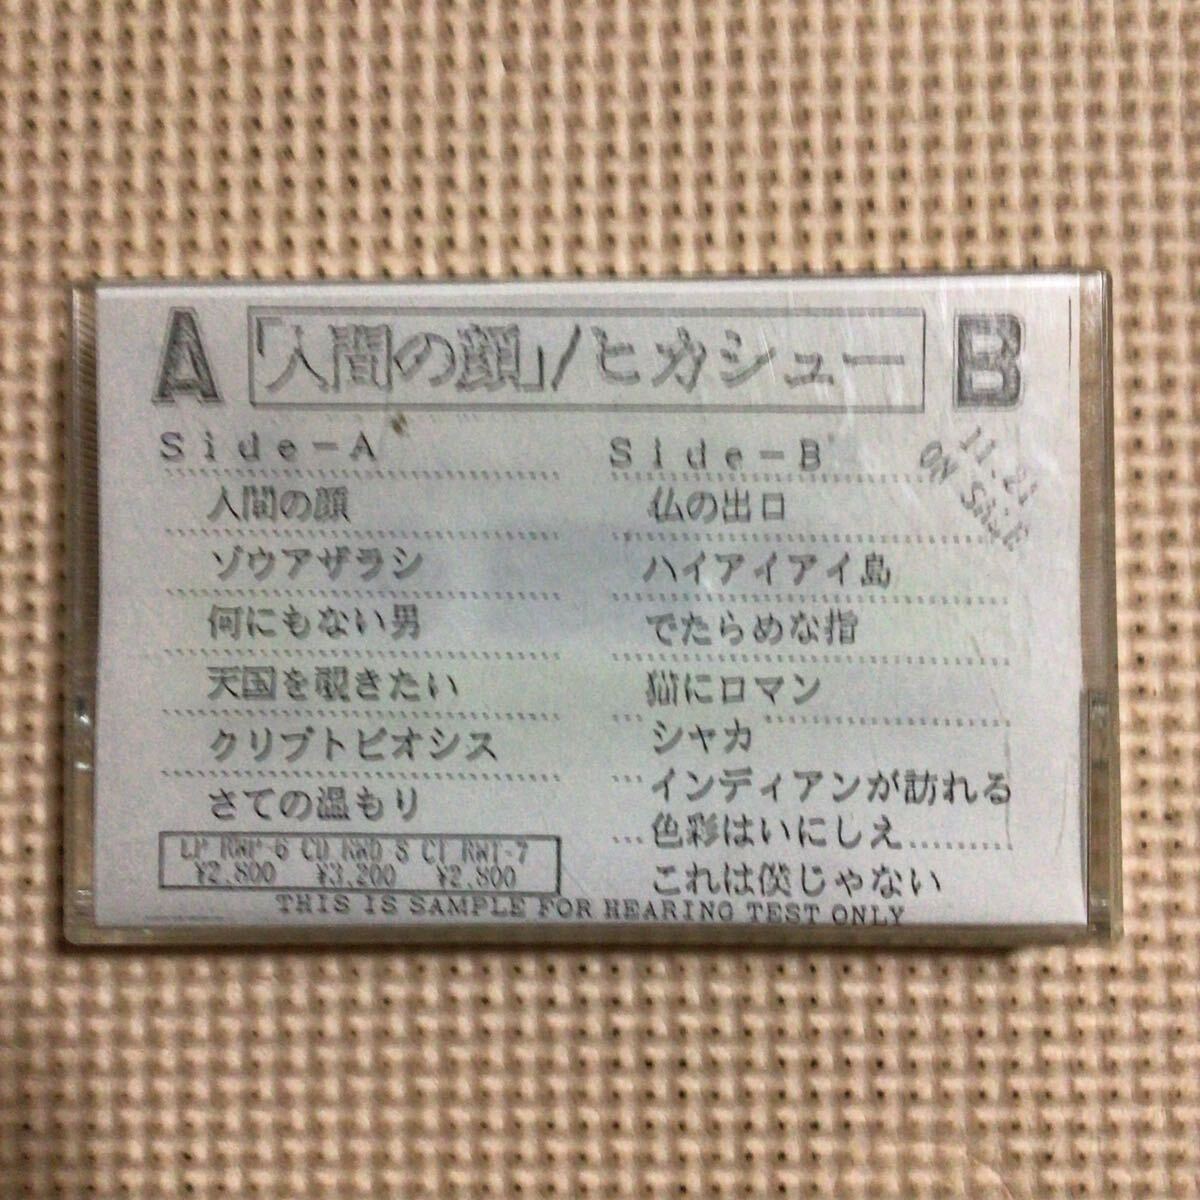 A 「人間の顔」/ヒカシュー B
Side-A
人間の顔
ゾウアザラシ
何にもない男
天国を覗きたい
クリプトビオシス
さての温もり
LP RWP-6 CD RWD 8 CT RWT-7
¥2,800 ¥3,200 ¥2,800
Side-B
仏の出口
ハイアイアイ島
でたらめな指
猫にロマン
シャカ
インディアンが訪れる
色彩はいにしえ
これは僕じゃない
11.21
ON SALE
THIS IS SAMPLE FOR HEARING TEST ONLY